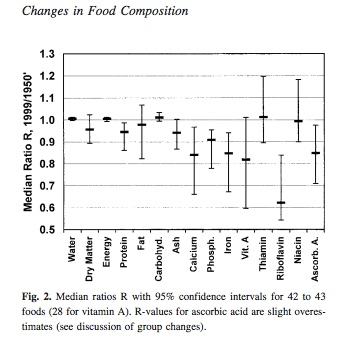 Changes in Food Composition
Median Ratio R, 1999/1950*
1.3
1.2
1.1
1.0
0.9
0.8
0.7
0.6
0.5
Water
Dry Matter
Energy
Protein
Fat
Carbohyd.
Ash
Calcium
Phosph.
Iron
Vit. A
Thiamin
Riboflavin
Niacin
Ascorb. A.
Fig. 2. Median ratios R with 95% confidence intervals for 42 to 43
foods (28 for vitamin A). R-values for ascorbic acid are slight overes-
timates (see discussion of group changes).